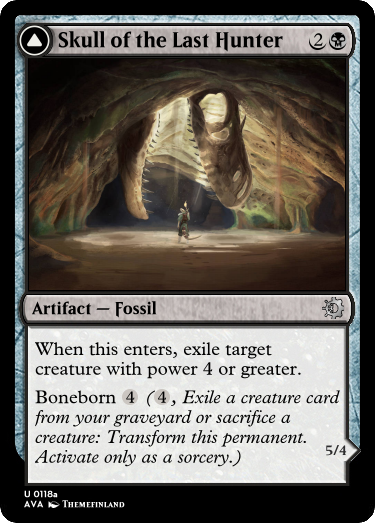 Skull of the Last Hunter 2
Artifact — Fossil
When this enters, exile target
creature with power 4 or greater.
Boneborn 4 (4, Exile a creature card
from your graveyard or sacrifice a
creature: Transform this permanent.
Activate only as a sorcery.)
5/4
U 0118a
AVA Themefinland